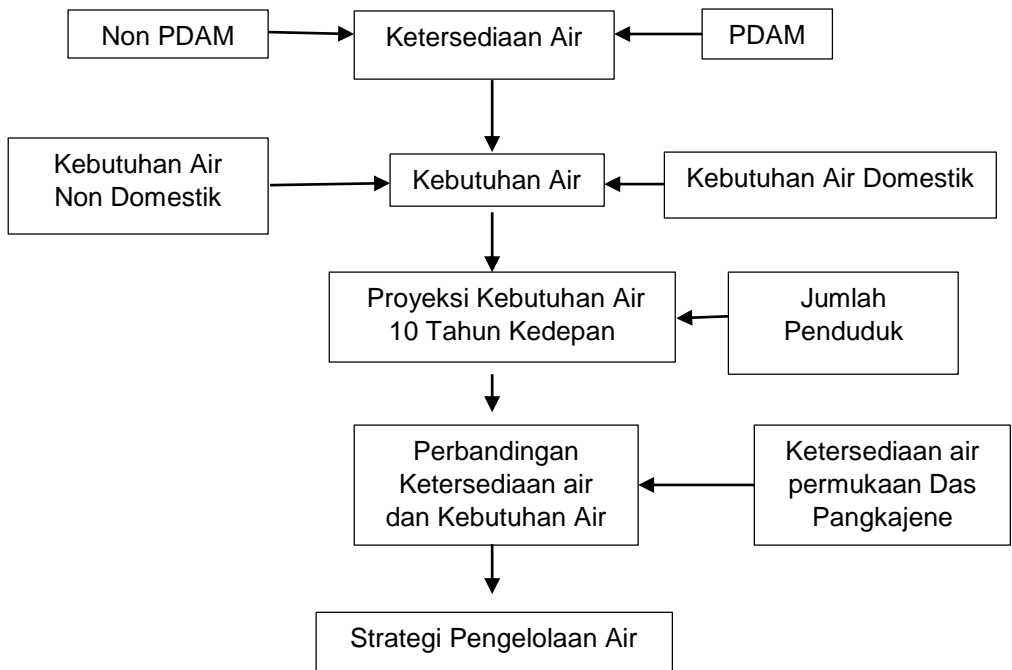 Non PDAM
Ketersediaan Air
PDAM
Kebutuhan Air
Non Domestik
Kebutuhan Air
Kebutuhan Air Domestik
Proyeksi Kebutuhan Air
10 Tahun Kedepan
Jumlah
Penduduk
Perbandingan
Ketersediaan air
dan Kebutuhan Air
Ketersediaan air
permukaan Das
Pangkajene
Strategi Pengelolaan Air